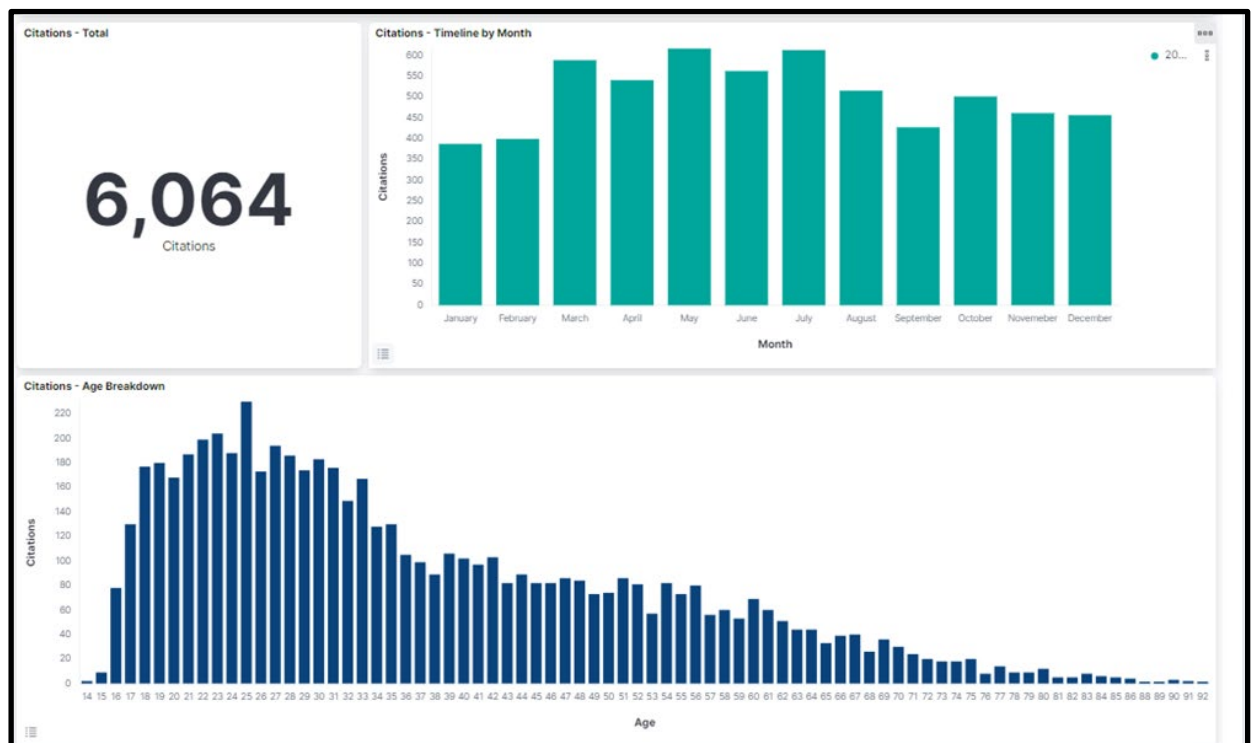 Citations - Total
6,064
Citations
Citations - Timeline by Month
20...
600
550
500
450
400
350
300
250
200
150
100
50
0
Citations
January February March April May June July August September October Novemeber December
Month
Citations - Age Breakdown
220
200
180
160
140
120
100
80
60
40
20
0
Citations
14 15 16 17 18 19 20 21 22 23 24 25 26 27 28 29 30 31 32 33 34 35 36 37 38 39 40 41 42 43 44 45 46 47 48 49 50 51 52 53 54 55 56 57 58 59 60 61 62 63 64 65 66 67 68 69 70 71 72 73 74 75 76 77 78 79 80 81 82 83 84 85 86 88 89 90 91 92
Age